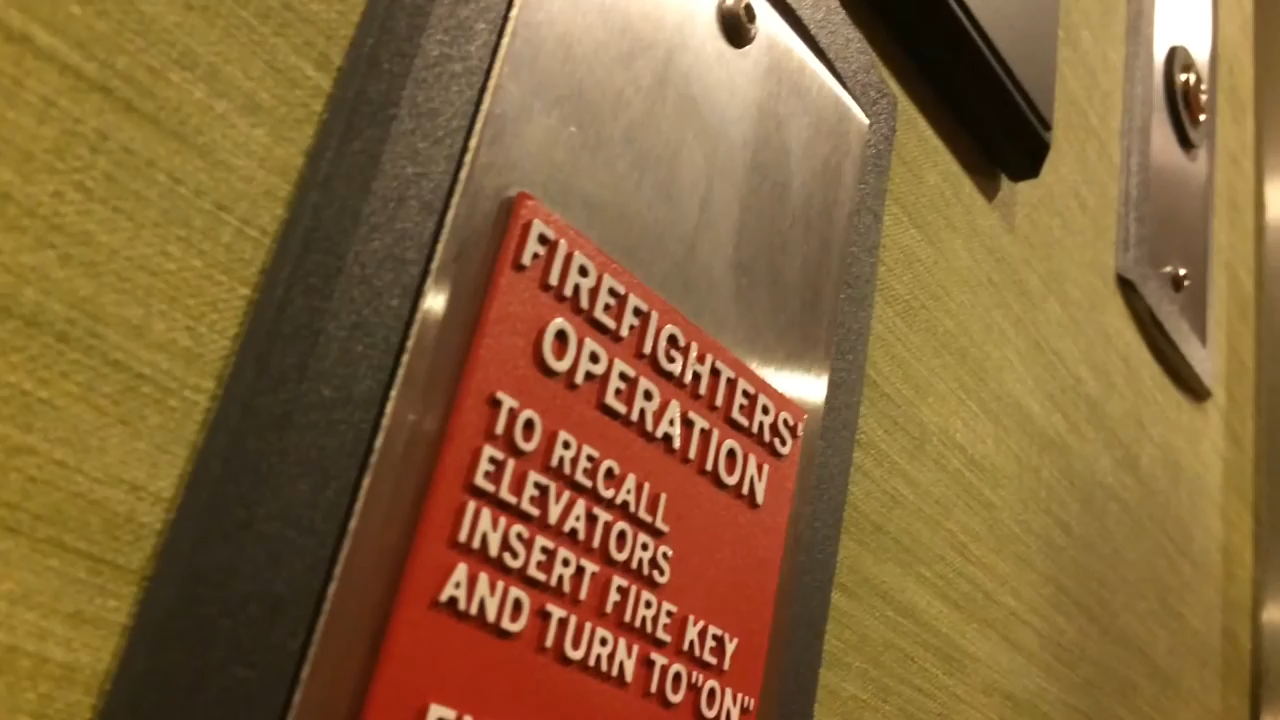 FIREFIGHTERS'
OPERATION
TO RECALL
ELEVATORS
INSERT FIRE KEY
AND TURN TO"ON"